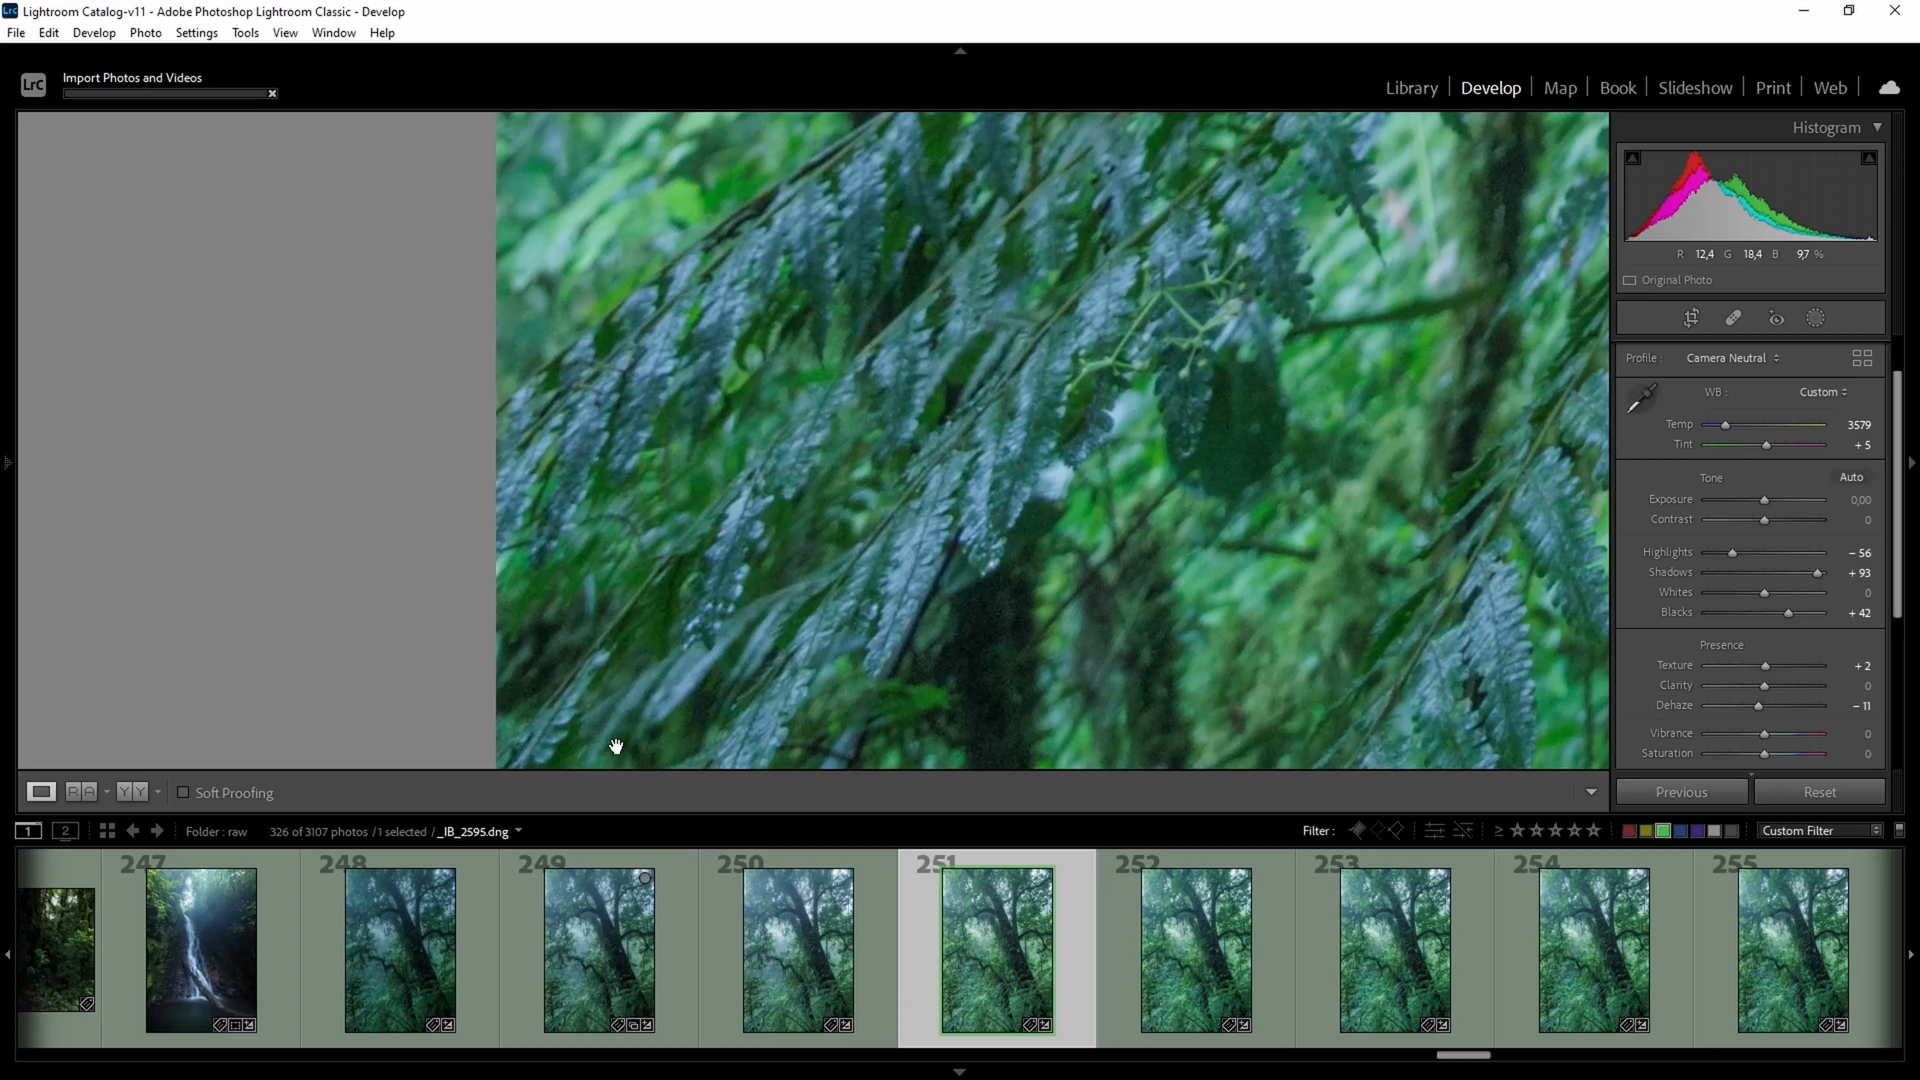 Lightroom Catalog-v11 - Adobe Photoshop Lightroom Classic - Develop
File Edit Develop Photo Settings Tools View Window Help
LrC Import Photos and Videos
Library Develop Map Book Slideshow Print Web
Histogram
R 12,4 G 18,4 B 9,7 %
Original Photo
Profile : Camera Neutral
WB : Custom
Temp 3579
Tint + 5
Tone Auto
Exposure 0,00
Contrast 0
Highlights – 56
Shadows + 93
Whites 0
Blacks + 42
Presence
Texture + 2
Clarity 0
Dehaze – 11
Vibrance 0
Saturation 0
R A Y Y Soft Proofing
Previous Reset
1 2 Folder : raw 326 of 3107 photos / 1 selected / _IB_2595.dng Filter : ≥ Custom Filter
247 248 249 250 251 252 253 254 255